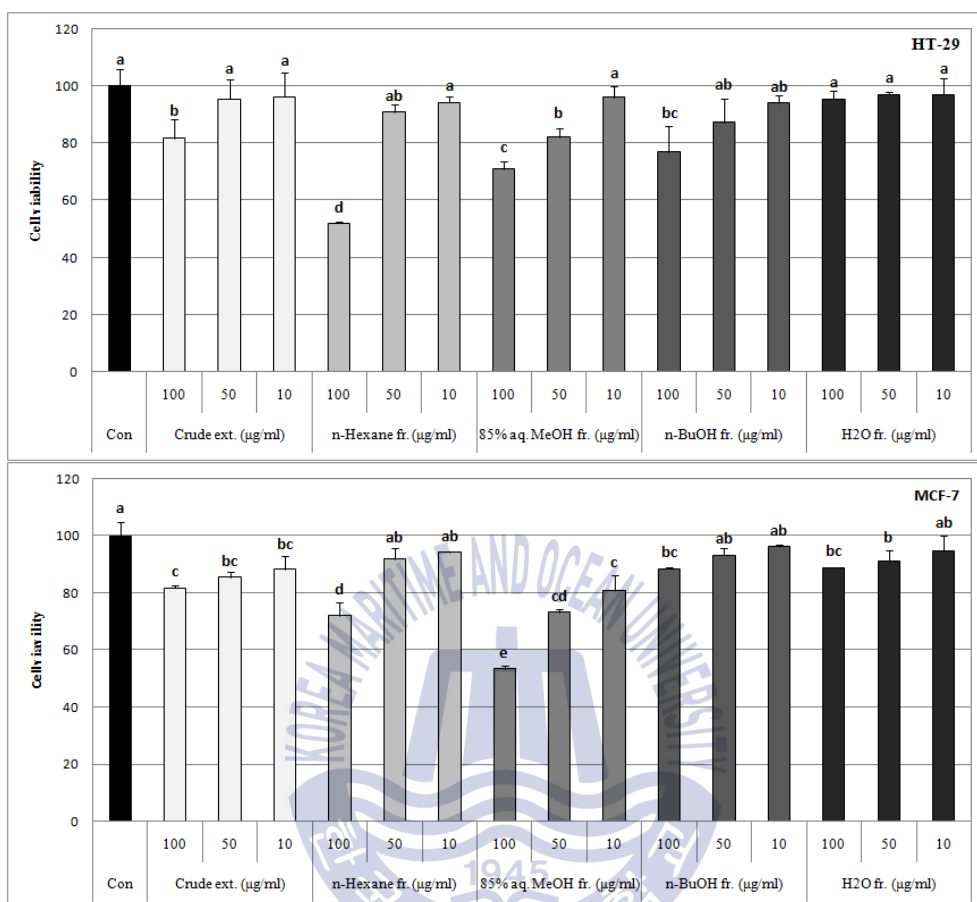 HT-29
120
100
80
60
40
20
0
Cell viability
a
b a a
d ab a
c b a
bc ab ab
a a a
100 50 10 100 50 10 100 50 10 100 50 10 100 50 10
Con Crude ext. (µg/ml) n-Hexane fr. (µg/ml) 85% aq. MeOH fr. (µg/ml) n-BuOH fr. (µg/ml) H2O fr. (µg/ml)
MCF-7
120
100
80
60
40
20
0
a
c bc bc
d ab ab
e cd c
bc ab ab
bc b ab
100 50 10 100 50 10 100 50 10 100 50 10 100 50 10
Con Crude ext. (µg/ml) n-Hexane fr. (µg/ml) 85% aq. MeOH fr. (µg/ml) n-BuOH fr. (µg/ml) H2O fr. (µg/ml)
KOREA MARITIME AND OCEAN UNIVERSITY
1945